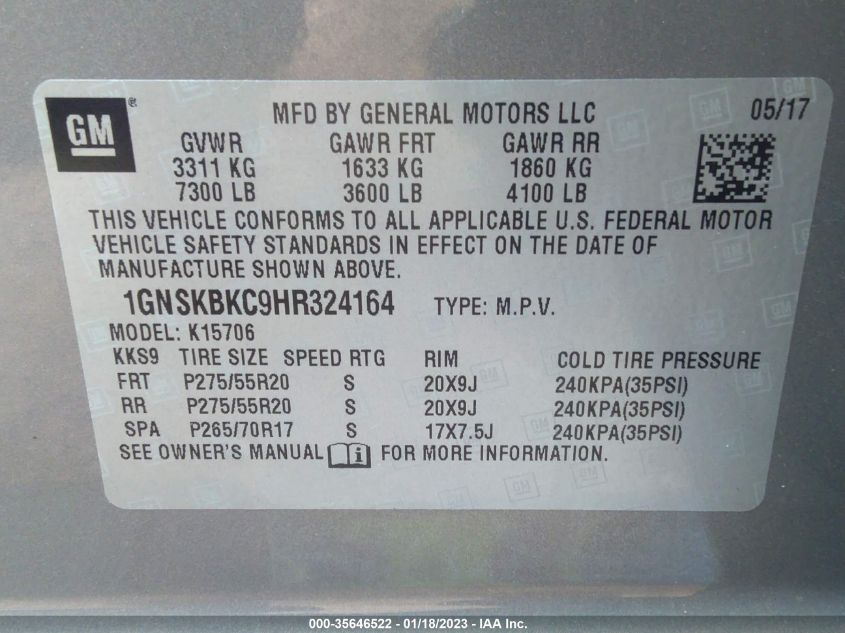 GM ®
MFD BY GENERAL MOTORS LLC 05/17
GVWR GAWR FRT GAWR RR
3311 KG 1633 KG 1860 KG
7300 LB 3600 LB 4100 LB
THIS VEHICLE CONFORMS TO ALL APPLICABLE U.S. FEDERAL MOTOR
VEHICLE SAFETY STANDARDS IN EFFECT ON THE DATE OF
MANUFACTURE SHOWN ABOVE.
1GNSKBKC9HR324164 TYPE: M.P.V.
MODEL: K15706
KKS9 TIRE SIZE SPEED RTG RIM COLD TIRE PRESSURE
FRT P275/55R20 S 20X9J 240KPA(35PSI)
RR P275/55R20 S 20X9J 240KPA(35PSI)
SPA P265/70R17 S 17X7.5J 240KPA(35PSI)
SEE OWNER'S MANUAL i FOR MORE INFORMATION.
000-35646522 - 01/18/2023 - IAA Inc.